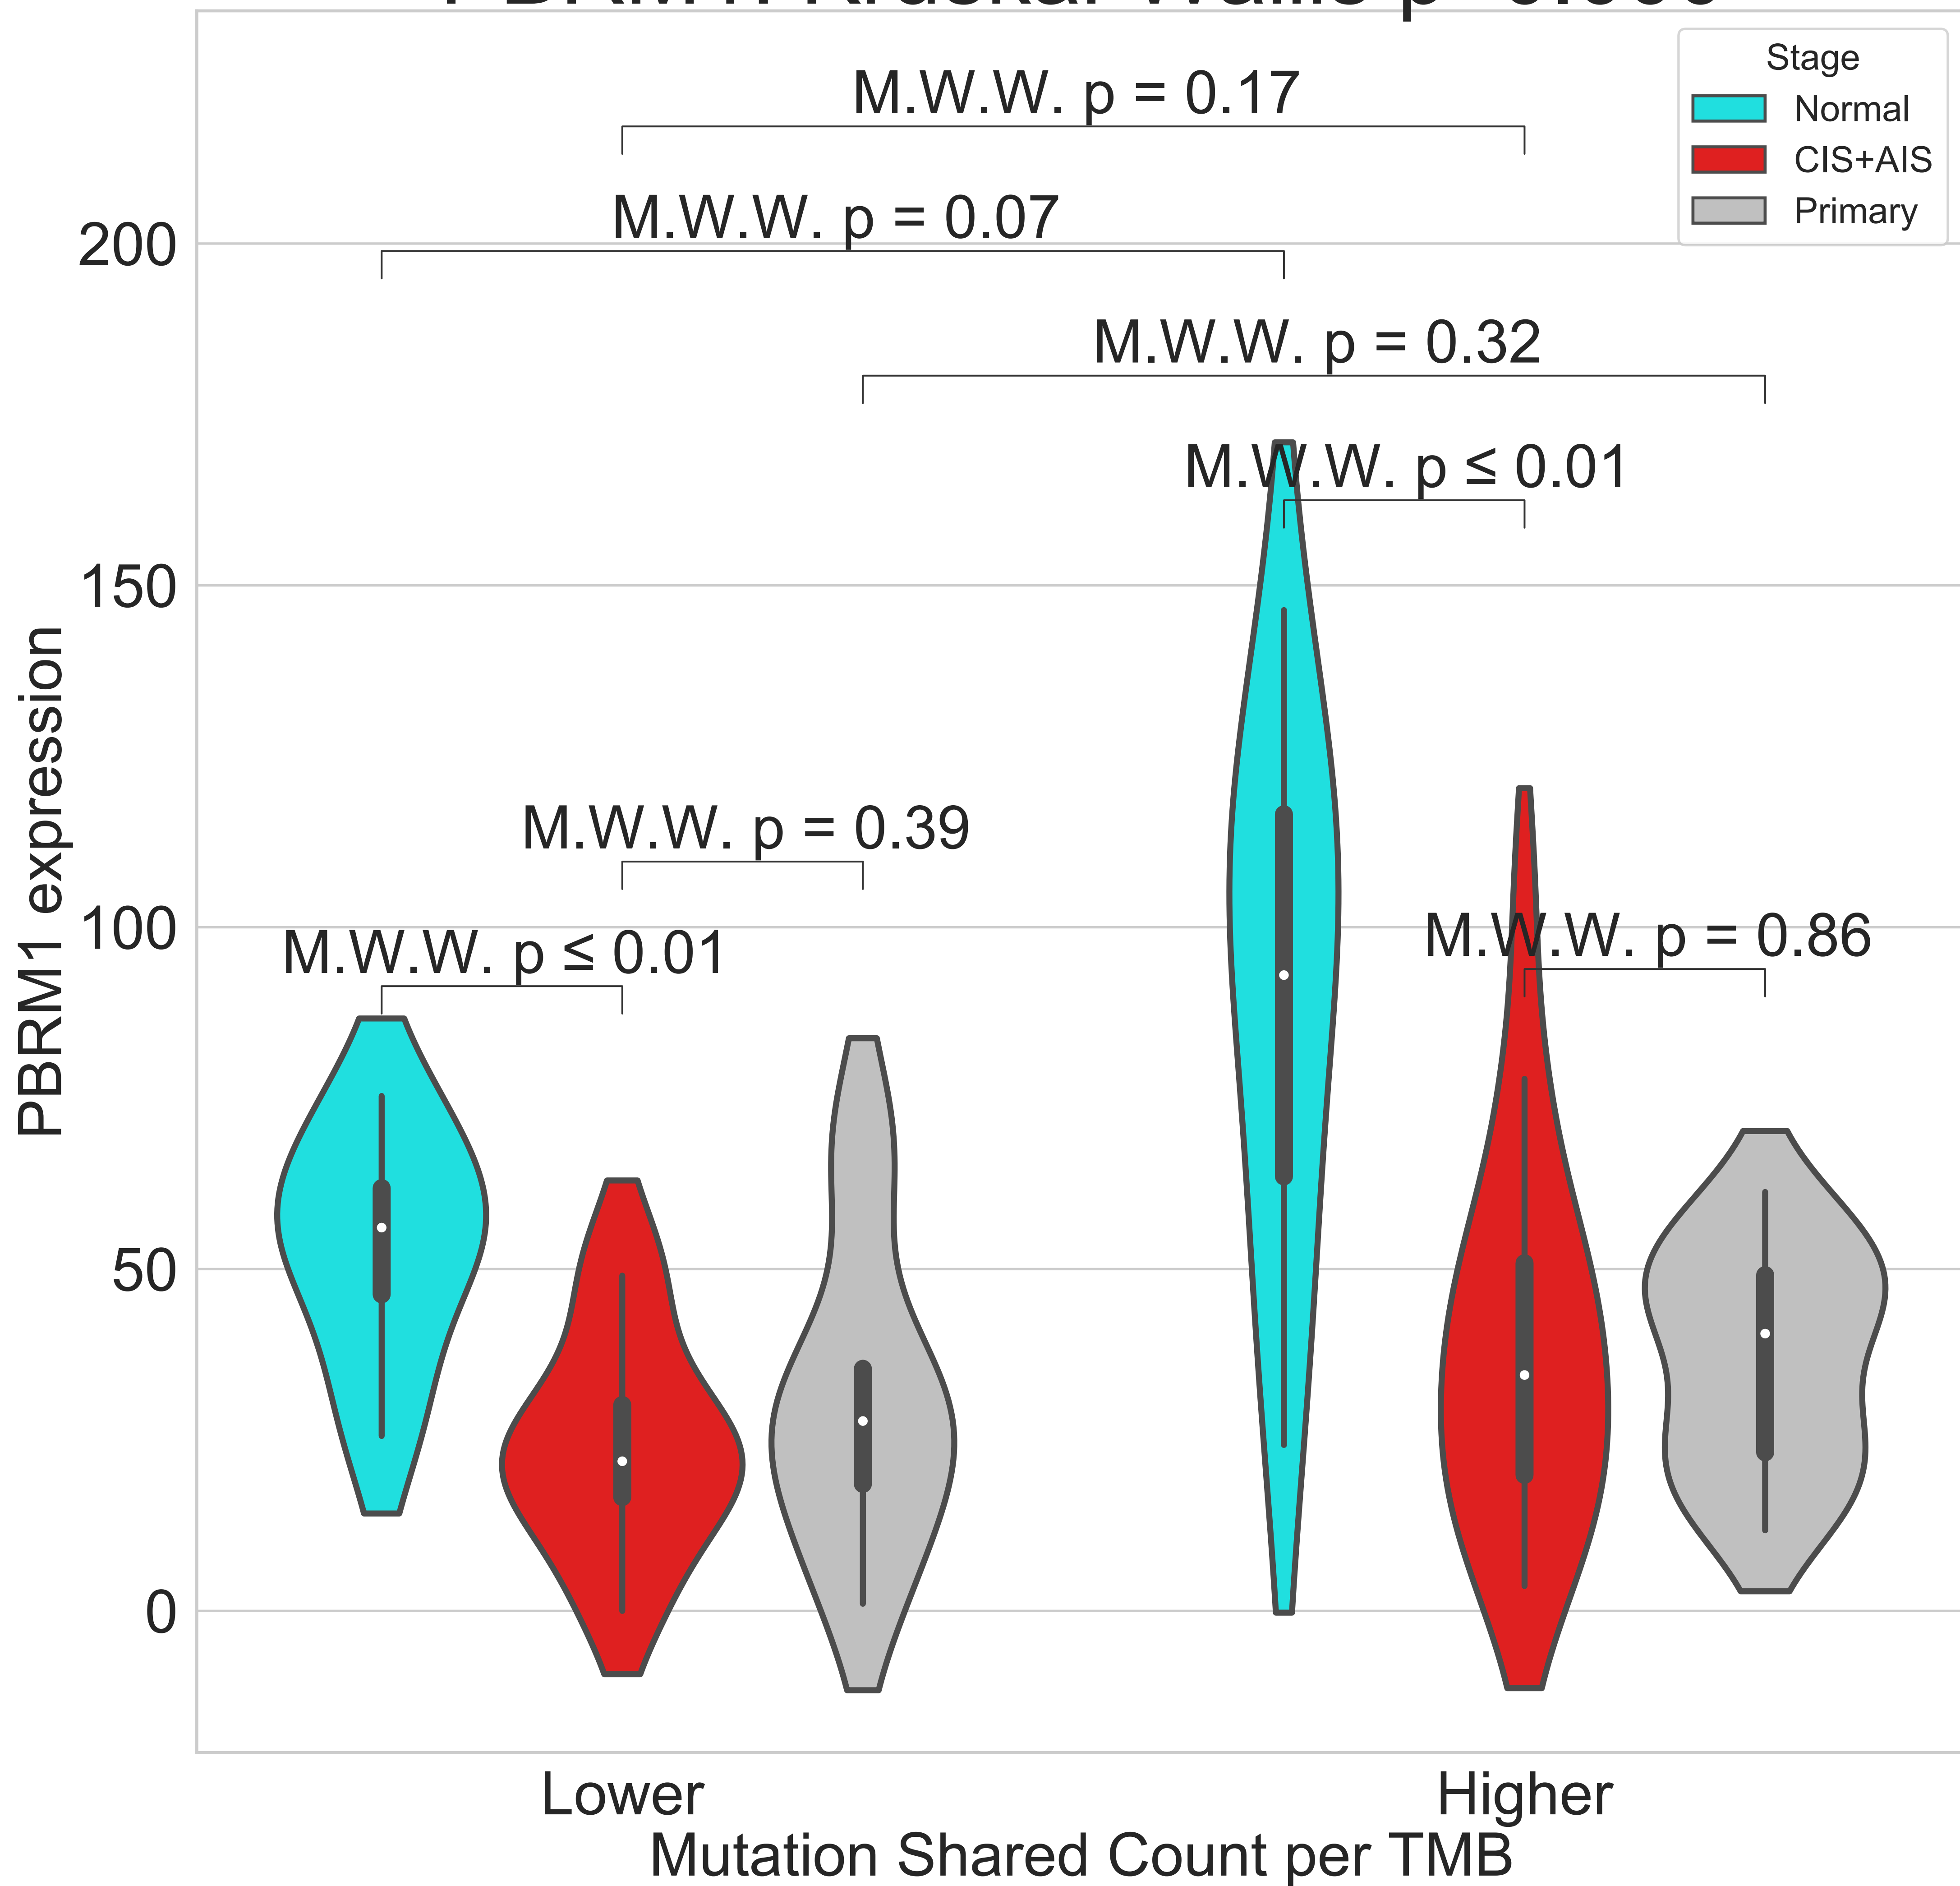 Stage
Normal
CIS+AIS
Primary
M.W.W. p = 0.17
M.W.W. p = 0.07
M.W.W. p = 0.32
M.W.W. p ≤ 0.01
M.W.W. p = 0.39
M.W.W. p = 0.86
M.W.W. p ≤ 0.01
200
150
100
50
0
PBRM1 expression
Lower
Higher
Mutation Shared Count per TMB